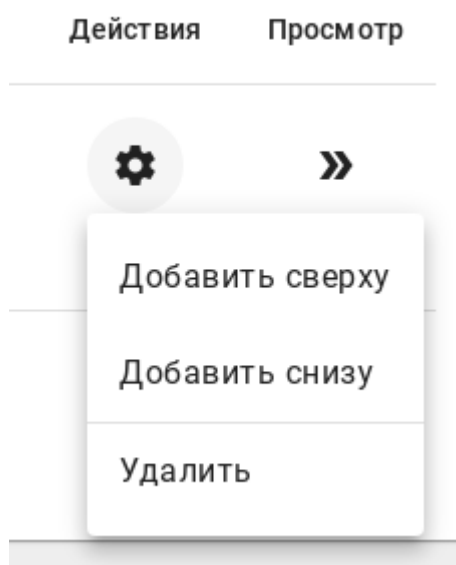 Действия Просмотр
Добавить сверху
Добавить снизу
Удалить